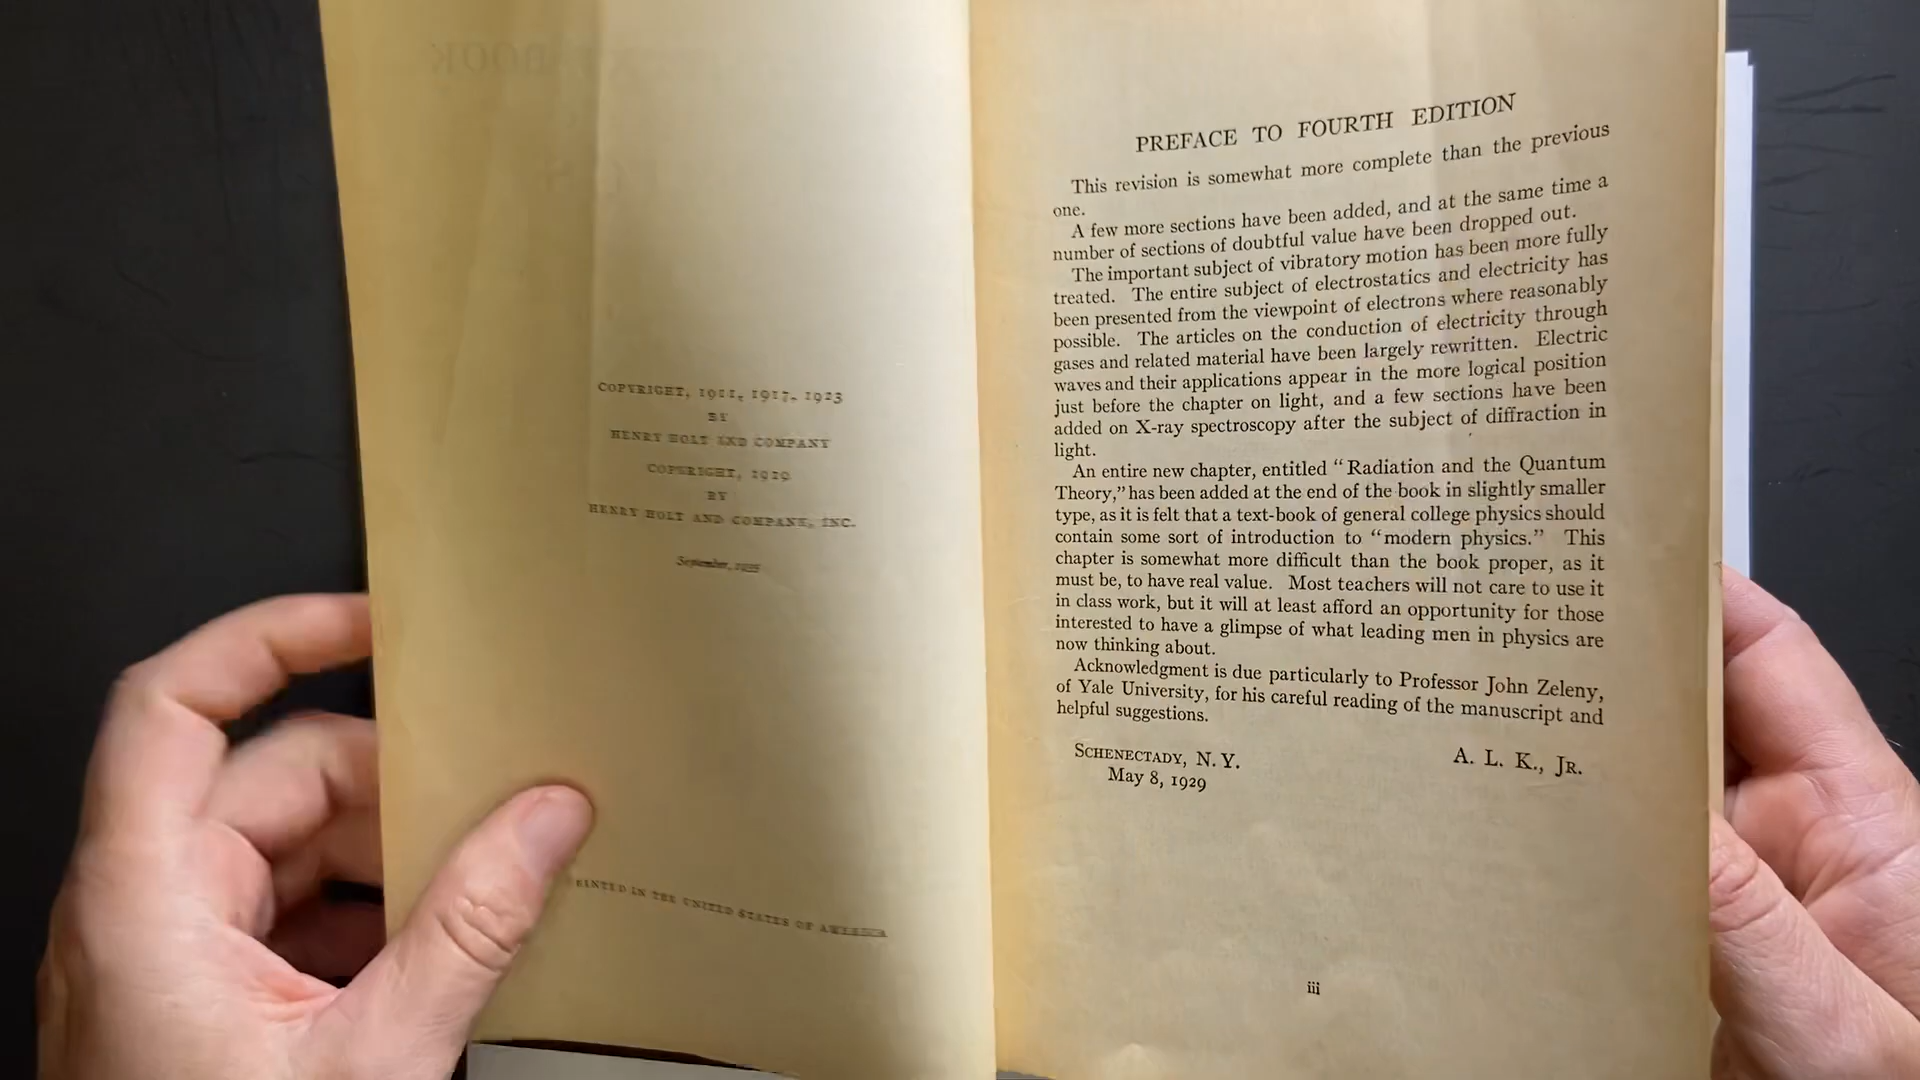 COPYRIGHT, 1911, 1917, 1923
BY
HENRY HOLT AND COMPANY
COPYRIGHT, 1929
BY
HENRY HOLT AND COMPANY, INC.
September,
PRINTED IN THE UNITED STATES OF AMERICA
PREFACE TO FOURTH EDITION
This revision is somewhat more complete than the previous
one.
A few more sections have been added, and at the same time a
number of sections of doubtful value have been dropped out.
The important subject of vibratory motion has been more fully
treated. The entire subject of electrostatics and electricity has
been presented from the viewpoint of electrons where reasonably
possible. The articles on the conduction of electricity through
gases and related material have been largely rewritten. Electric
waves and their applications appear in the more logical position
just before the chapter on light, and a few sections have been
added on X-ray spectroscopy after the subject of diffraction in
light.
An entire new chapter, entitled “Radiation and the Quantum
Theory,” has been added at the end of the book in slightly smaller
type, as it is felt that a text-book of general college physics should
contain some sort of introduction to “modern physics.” This
chapter is somewhat more difficult than the book proper, as it
must be, to have real value. Most teachers will not care to use it
in class work, but it will at least afford an opportunity for those
interested to have a glimpse of what leading men in physics are
now thinking about.
Acknowledgment is due particularly to Professor John Zeleny,
of Yale University, for his careful reading of the manuscript and
helpful suggestions.
SCHENECTADY, N. Y. A. L. K., JR.
May 8, 1929
iii